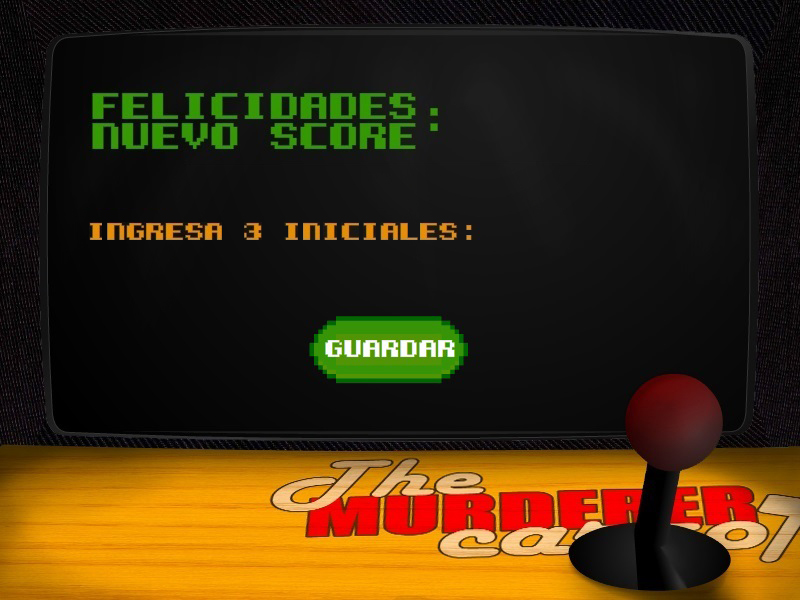 FELICIDADES:
NUEVO SCORE
INGRESA 3 INICIALES:
GUARDAR
The
MURDERER